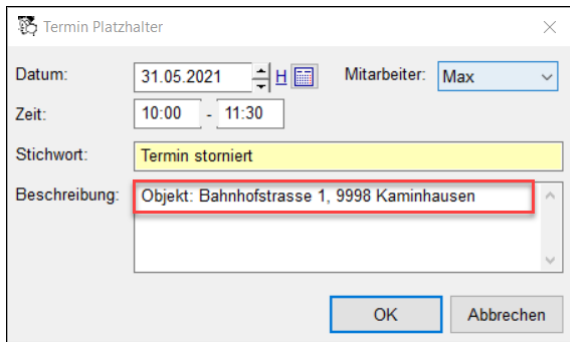 Termin Platzhalter
Datum: 31.05.2021 H Mitarbeiter: Max
Zeit: 10:00 - 11:30
Stichwort: Termin storniert
Beschreibung: Objekt: Bahnhofstrasse 1, 9998 Kaminhausen
OK Abbrechen